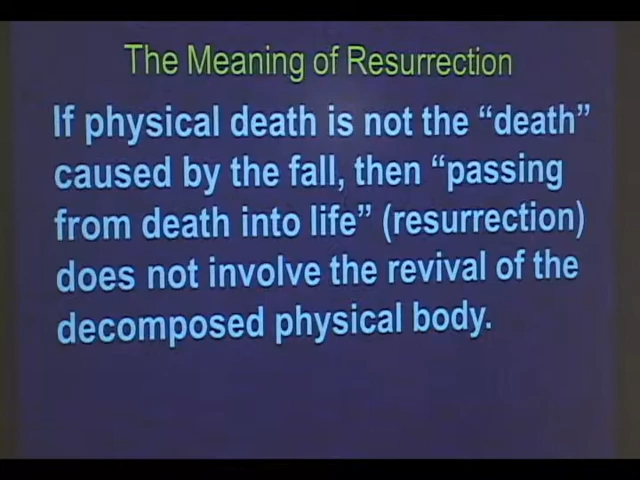 The Meaning of Resurrection
If physical death is not the “death”
caused by the fall, then “passing
from death into life” (resurrection)
does not involve the revival of the
decomposed physical body.